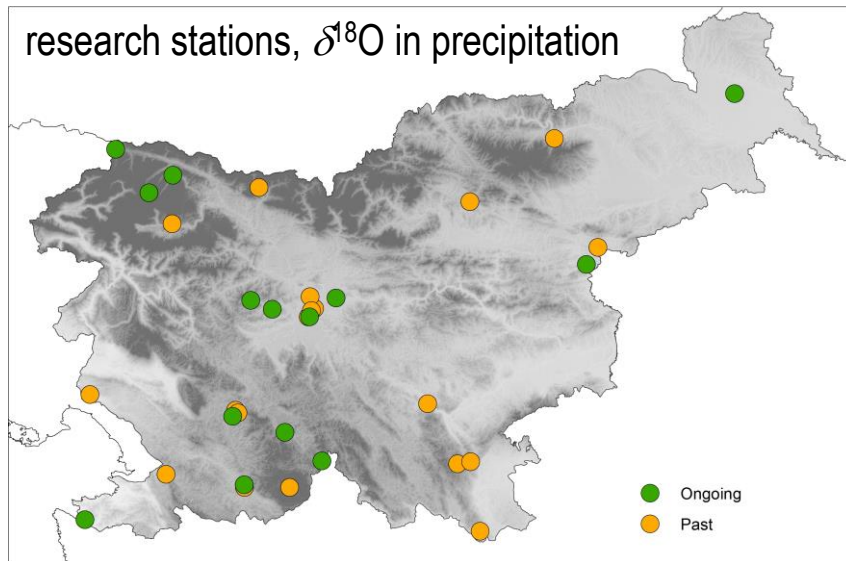 research stations, δ¹⁸O in precipitation
Ongoing
Past